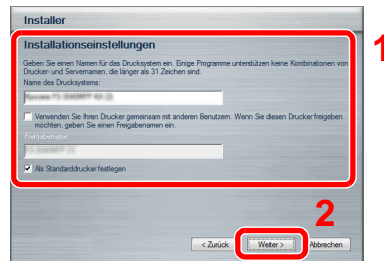 Installer
Installationseinstellungen
1
Geben Sie einen Namen für das Drucksystem ein. Einige Programme unterstützen keine Kombinationen von
Drucker- und Servernamen, die länger als 31 Zeichen sind.
Name des Drucksystems:
Verwenden Sie Ihren Drucker gemeinsam mit anderen Benutzern. Wenn Sie diesen Drucker freigeben
möchten, geben Sie einen Freigabenamen ein.
Freigabename:
Als Standarddrucker festlegen
2
< Zurück
Weiter >
Abbrechen